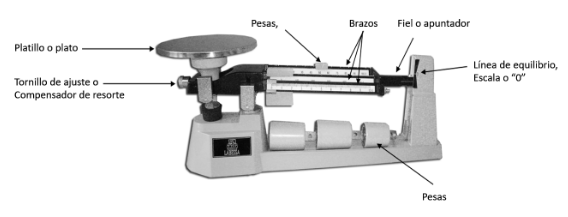 Pesas,
Brazos
Fiel o apuntador
Platillo o plato
Línea de equilibrio,
Escala o "0"
Tornillo de ajuste o
Compensador de resorte
Pesas